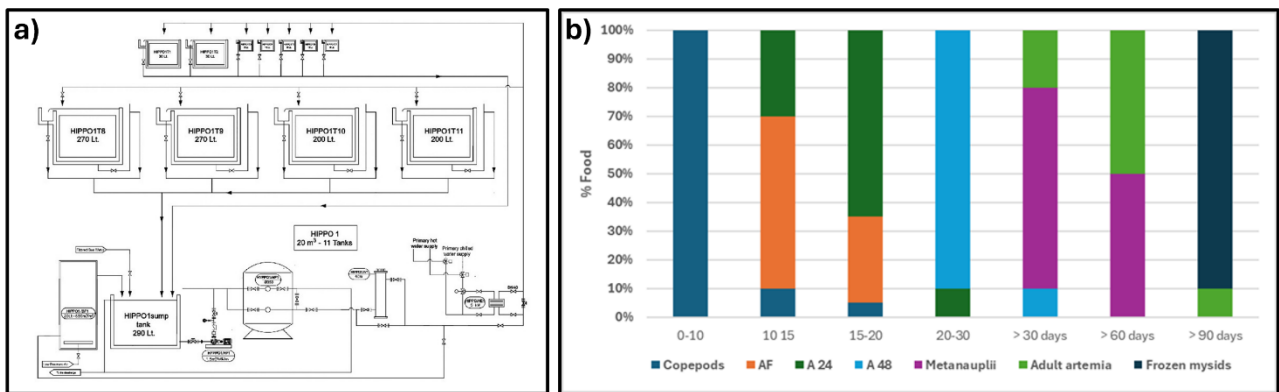 a)
HIPPO1T8
270 Lt.
HIPPO1T9
270 Lt.
HIPPO1T10
200 Lt.
HIPPO1T11
200 Lt.
HIPPO 1
20 m³ - 11 Tanks
Primary hot
water supply
Primary chilled
water supply
HIPPO1sump
tank
290 Lt.
b)
% Food
100%
90%
80%
70%
60%
50%
40%
30%
20%
10%
0%
0-10 10 15 15-20 20-30 > 30 days > 60 days > 90 days
Copepods AF A 24 A 48 Metanauplii Adult artemia Frozen mysids